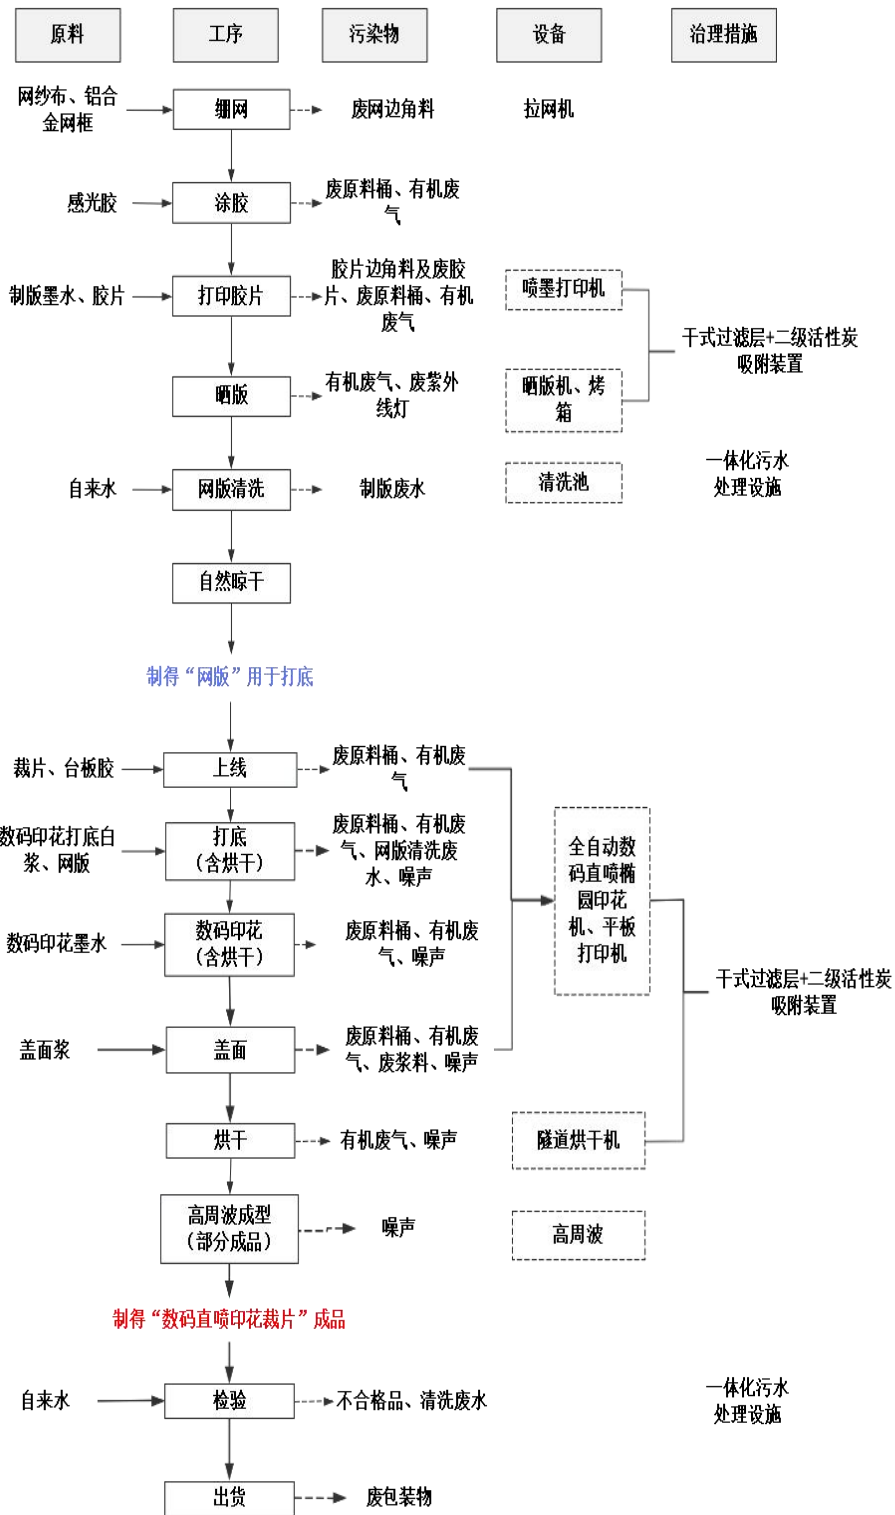 原料
工序
污染物
设备
治理措施
网纱布、铝合
金网框
绷网
废网边角料
拉网机
感光胶
涂胶
废原料桶、有机废
气
制版墨水、胶片
打印胶片
胶片边角料及废胶
片、废原料桶、有机
废气
喷墨打印机
干式过滤层+二级活性炭
吸附装置
晒版
有机废气、废紫外
线灯
晒版机、烤
箱
自来水
网版清洗
制版废水
清洗池
一体化污水
处理设施
自然晾干
制得“网版”用于打底
裁片、台板胶
上线
废原料桶、有机废
气
数码印花打底白
浆、网版
打底
（含烘干）
废原料桶、有机废
气、网版清洗废
水、噪声
全自动数
码直喷椭
圆印花
机、平板
打印机
数码印花墨水
数码印花
（含烘干）
废原料桶、有机废
气、噪声
干式过滤层+二级活性炭
吸附装置
盖面浆
盖面
废原料桶、有机废
气、废浆料、噪声
烘干
有机废气、噪声
隧道烘干机
高周波成型
（部分成品）
噪声
高周波
制得“数码直喷印花裁片”成品
自来水
检验
不合格品、清洗废水
一体化污水
处理设施
出货
废包装物